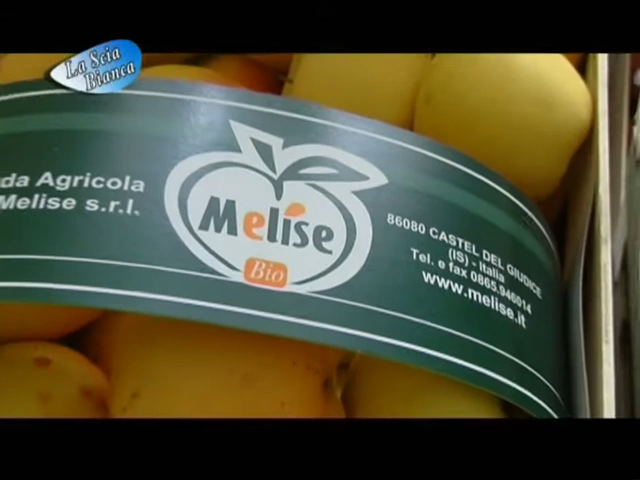 La Scia
Bianca
da Agricola
Melise s.r.l.
Melise
Bio
86080 CASTEL DEL GIUDICE
(IS) - Italia
Tel. e fax 0865.946014
www.melise.it